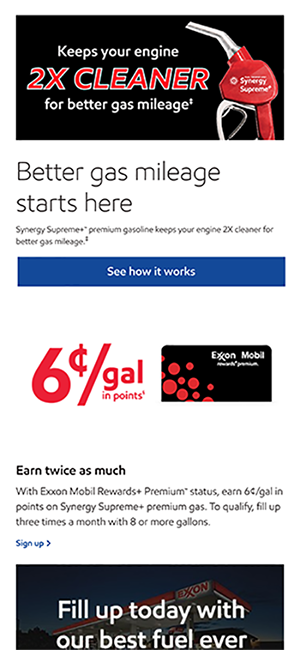 Keeps your engine
2X CLEANER
for better gas mileage‡
Synergy
Supreme+
Better gas mileage
starts here
Synergy Supreme+™ premium gasoline keeps your engine 2X cleaner for
better gas mileage.‡
See how it works
6¢/gal
in points§
Exxon Mobil
rewards+ premium.
Earn twice as much
With Exxon Mobil Rewards+ Premium™ status, earn 6¢/gal in
points on Synergy Supreme+ premium gas. To qualify, fill up
three times a month with 8 or more gallons.
Sign up >
EXXON
Fill up today with
our best fuel ever